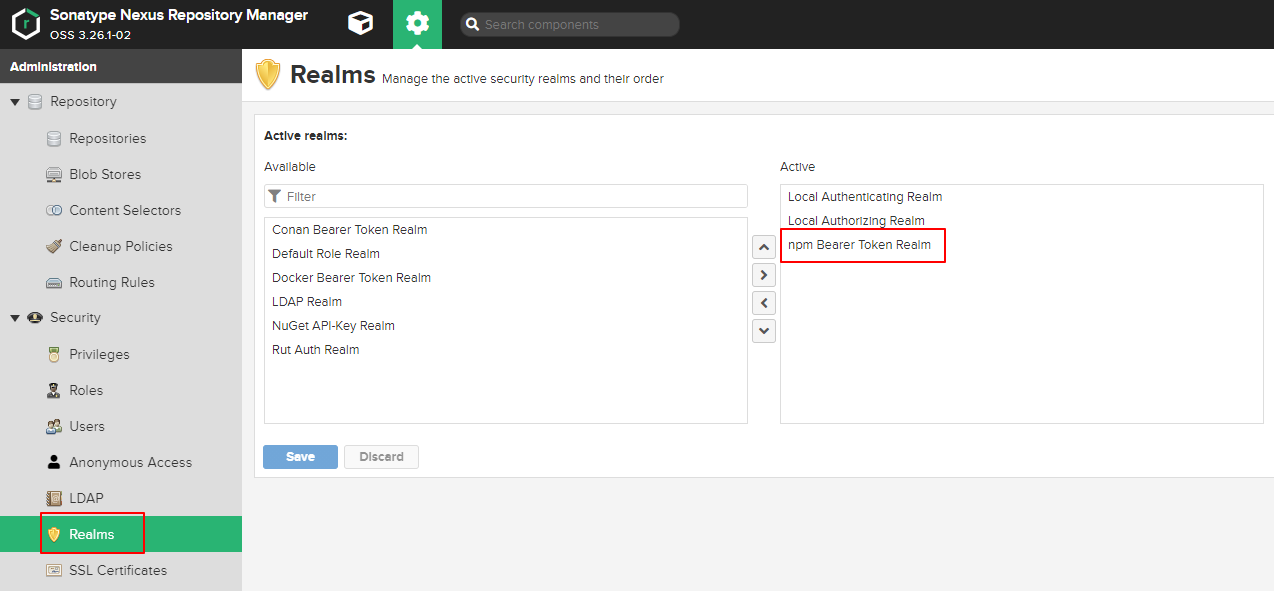 Sonatype Nexus Repository Manager
OSS 3.26.1-02
Search components
Administration
Repository
Repositories
Blob Stores
Content Selectors
Cleanup Policies
Routing Rules
Security
Privileges
Roles
Users
Anonymous Access
LDAP
Realms
SSL Certificates
Realms Manage the active security realms and their order
Active realms:
Available
Filter
Conan Bearer Token Realm
Default Role Realm
Docker Bearer Token Realm
LDAP Realm
NuGet API-Key Realm
Rut Auth Realm
Active
Local Authenticating Realm
Local Authorizing Realm
npm Bearer Token Realm
Save
Discard